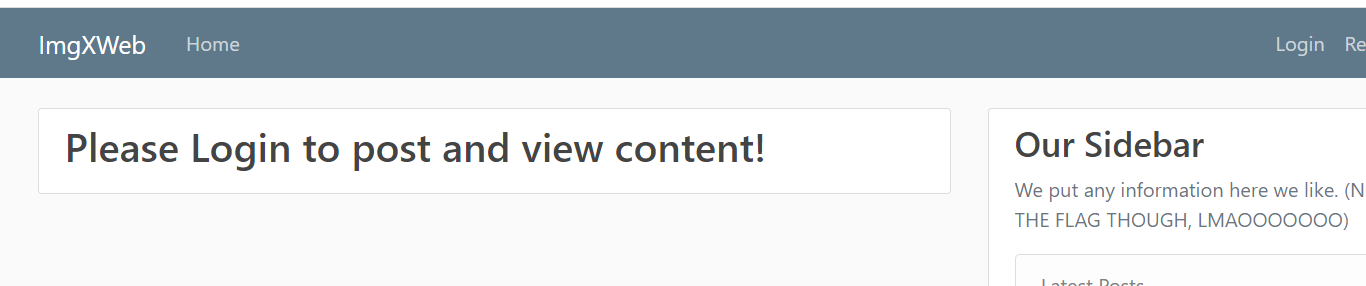 ImgXWeb Home Login Re
Please Login to post and view content!
Our Sidebar
We put any information here we like. (N
THE FLAG THOUGH, LMAOOOOOOO)
Latest Posts